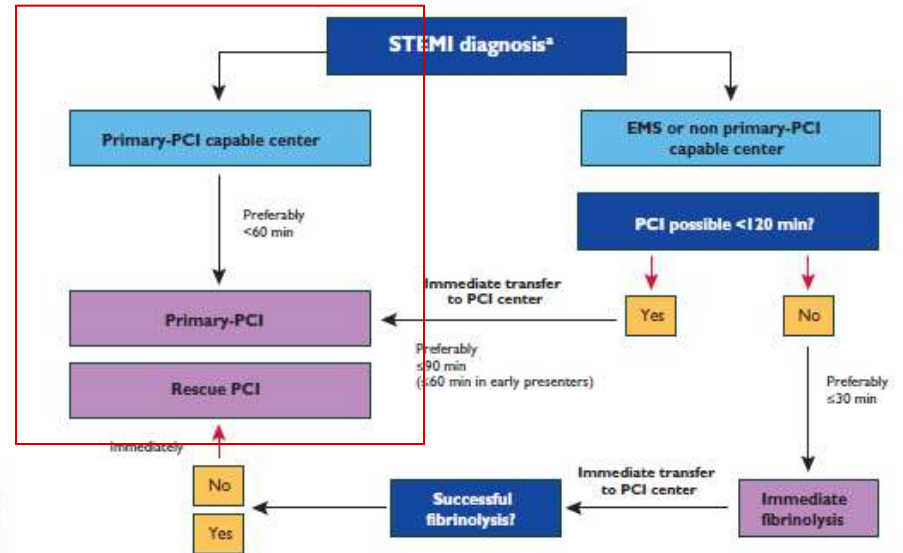 STEMI diagnosisª
Primary-PCI capable center
EMS or non primary-PCI
capable center
Preferably
<60 min
PCI possible <120 min?
Immediate transfer
to PCI center
Primary-PCI
Yes
No
Preferably
≤90 min
(≤60 min in early presenters)
Rescue PCI
Preferably
≤30 min
Immediately
No
Yes
Successful
fibrinolysis?
Immediate transfer
to PCI center
Immediate
fibrinolysis